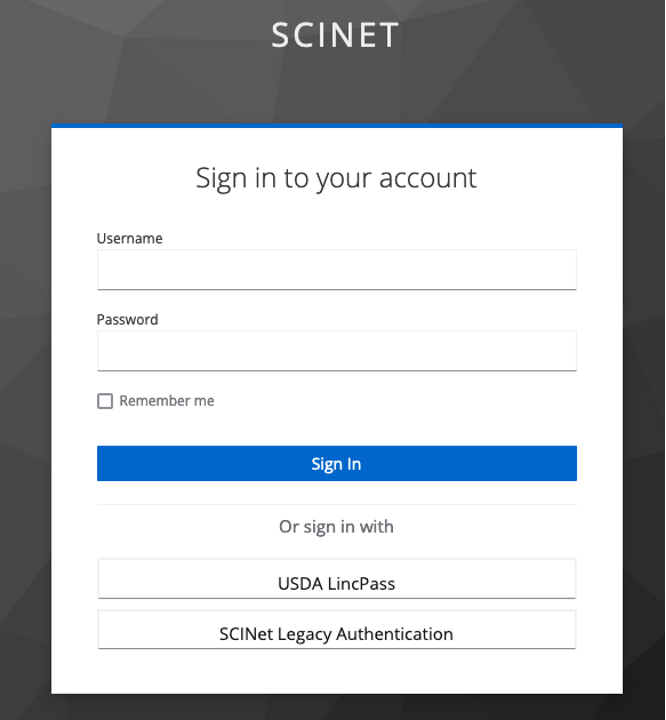 SCINET
Sign in to your account
Username
Password
Remember me
Sign In
Or sign in with
USDA LincPass
SCINet Legacy Authentication